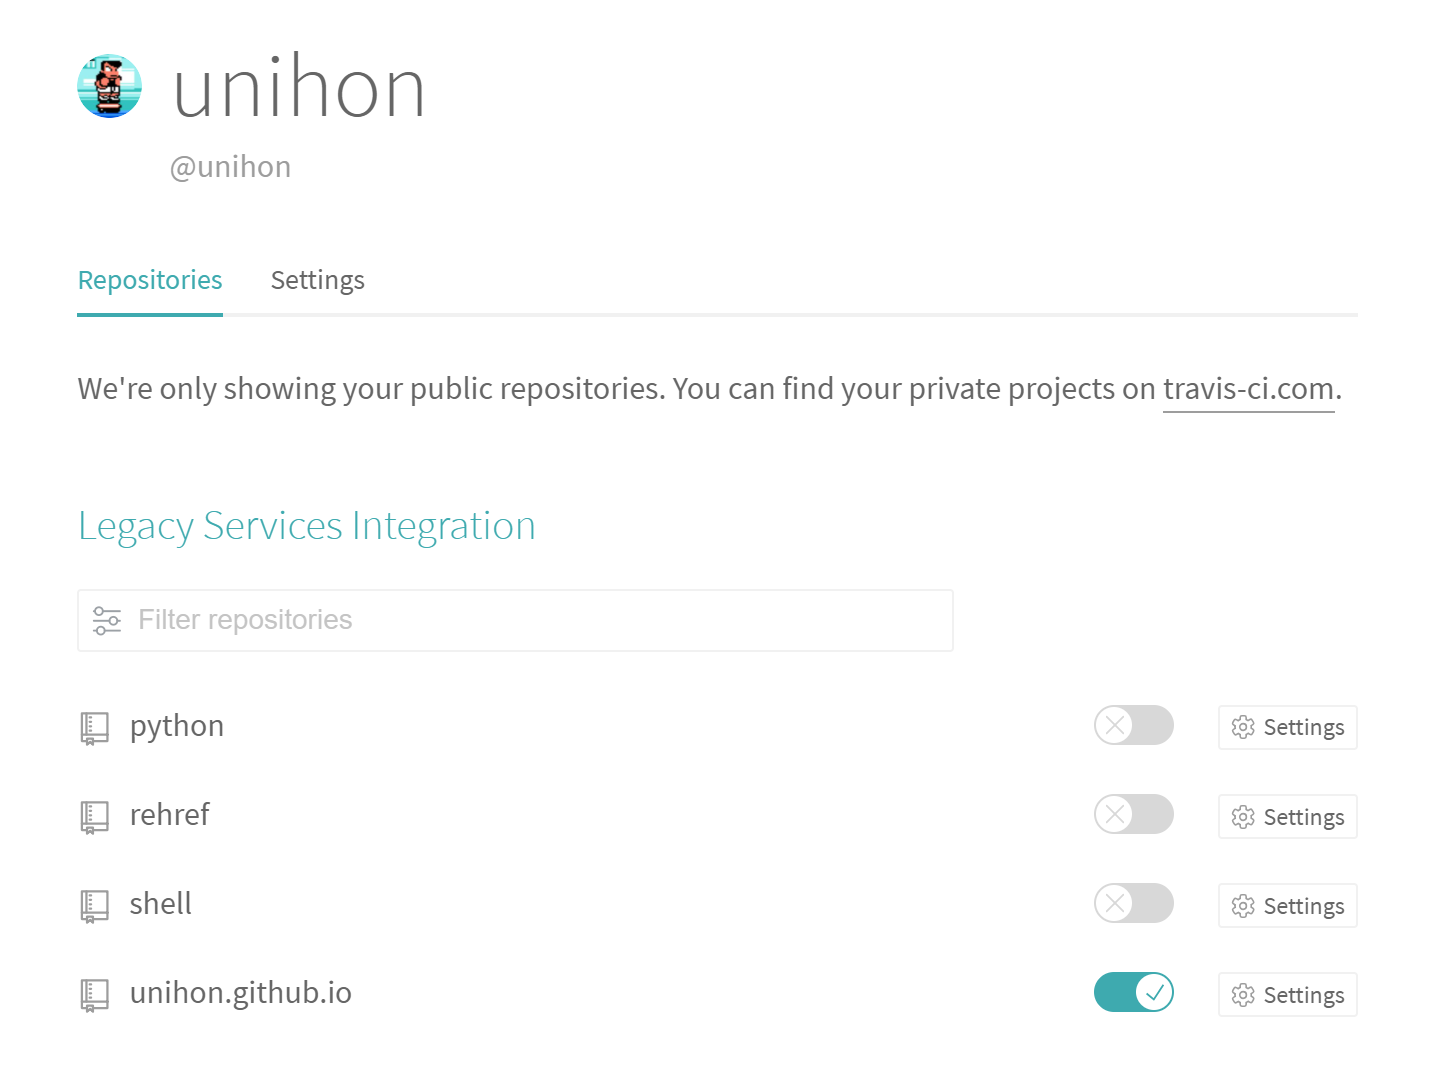 unihon
@unihon
Repositories Settings
We're only showing your public repositories. You can find your private projects on travis-ci.com.
Legacy Services Integration
Filter repositories
python Settings
rehref Settings
shell Settings
unihon.github.io Settings